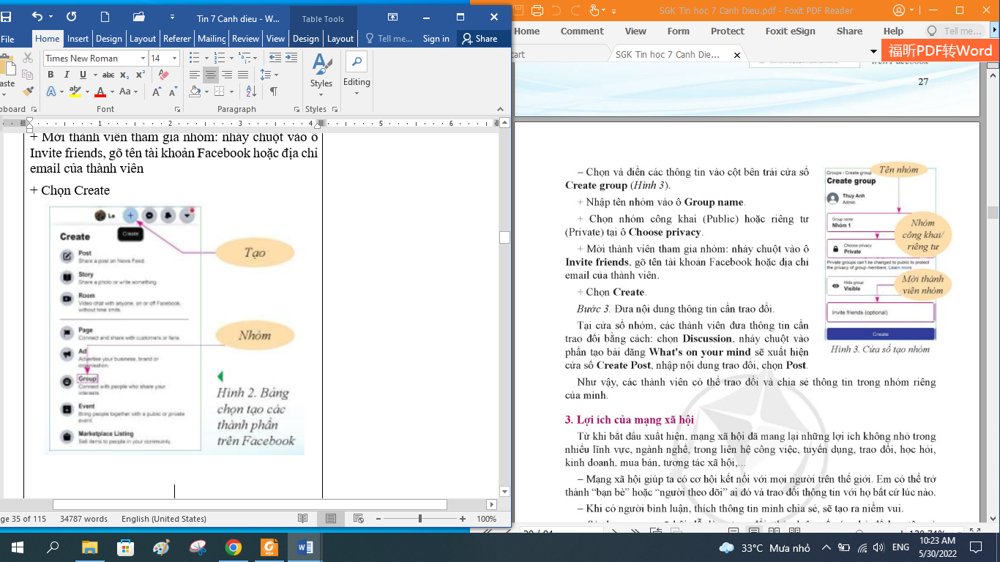 Tin 7 Canh dieu - W...
Table Tools
File
Home
Insert
Design
Layout
Referer
Mailing
Review
View
Design
Layout
Tell me...
Sign in
Share
Times New Roman
14
Styles
Editing
Font
Paragraph
Styles
1
2
3
4
5
6
+ Mời thành viên tham gia nhóm: nháy chuột vào ô
Invite friends, gõ tên tài khoản Facebook hoặc địa chỉ
email của thành viên
+ Chọn Create
Le
Create
Create
Post
Share a post on News Feed.
Story
Share a photo or write something.
Room
Video chat with anyone, on or off Facebook,
without time limits.
Page
Connect and share with customers or fans.
Ad
Advertise your business, brand or
organisation.
Group
Connect with people who share your
interests.
Event
Bring people together with a public or private
event.
Marketplace Listing
Sell items to people in your community.
Tạo
Nhóm
Hình 2. Bảng
chọn tạo các
thành phần
trên Facebook
35 of 115
34787 words
English (United States)
100%
SGK Tin hoc 7 Canh Dieu.pdf - Foxit PDF Reader
Home
Comment
View
Form
Protect
Foxit eSign
Share
Help
Tell me...
SGK Tin hoc 7 Canh Die...
福昕PDF转Word
27
– Chọn và điền các thông tin vào cột bên trái cửa sổ
Create group (Hình 3).
+ Nhập tên nhóm vào ô Group name.
+ Chọn nhóm công khai (Public) hoặc riêng tư
(Private) tại ô Choose privacy.
+ Mời thành viên tham gia nhóm: nháy chuột vào ô
Invite friends, gõ tên tài khoản Facebook hoặc địa chỉ
email của thành viên.
+ Chọn Create.
Bước 3. Đưa nội dung thông tin cần trao đổi.
Tại cửa sổ nhóm, các thành viên đưa thông tin cần
trao đổi bằng cách: chọn Discussion, nháy chuột vào
phần tạo bài đăng What's on your mind sẽ xuất hiện
cửa sổ Create Post, nhập nội dung trao đổi, chọn Post.
Như vậy, các thành viên có thể trao đổi và chia sẻ thông tin trong nhóm riêng
của mình.
Groups > Create group
Create group
Thuy Anh
Admin
Group name
Nhóm 1
Choose privacy
Private
Private groups can't be changed to public to protect
the privacy of group members. Learn more
Hide group
Visible
Invite friends (optional)
Create
Tên nhóm
Nhóm
công khai/
riêng tư
Mời thành
viên nhóm
Hình 3. Cửa sổ tạo nhóm
3. Lợi ích của mạng xã hội
Từ khi bắt đầu xuất hiện, mạng xã hội đã mang lại những lợi ích không nhỏ trong
nhiều lĩnh vực, ngành nghề, trong liên hệ công việc, tuyển dụng, trao đổi, học hỏi,
kinh doanh, mua bán, tương tác xã hội,...
– Mạng xã hội giúp ta có cơ hội kết nối với mọi người trên thế giới. Em có thể trở
thành “bạn bè” hoặc “người theo dõi” ai đó và trao đổi thông tin với họ bất cứ lúc nào.
– Khi có người bình luận, thích thông tin mình chia sẻ, sẽ tạo ra niềm vui.
33°C Mưa nhỏ
ENG
10:23 AM
5/30/2022